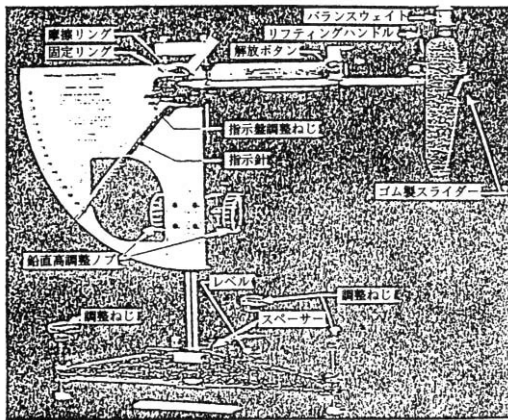 バランスウェイト
摩擦リング
リフティングハンドル
固定リング
解放ボタン
指示盤調整ねじ
指示針
ゴム製スライダー
鉛直高調整ノブ
レベル
調整ねじ
調整ねじ
スペーサー